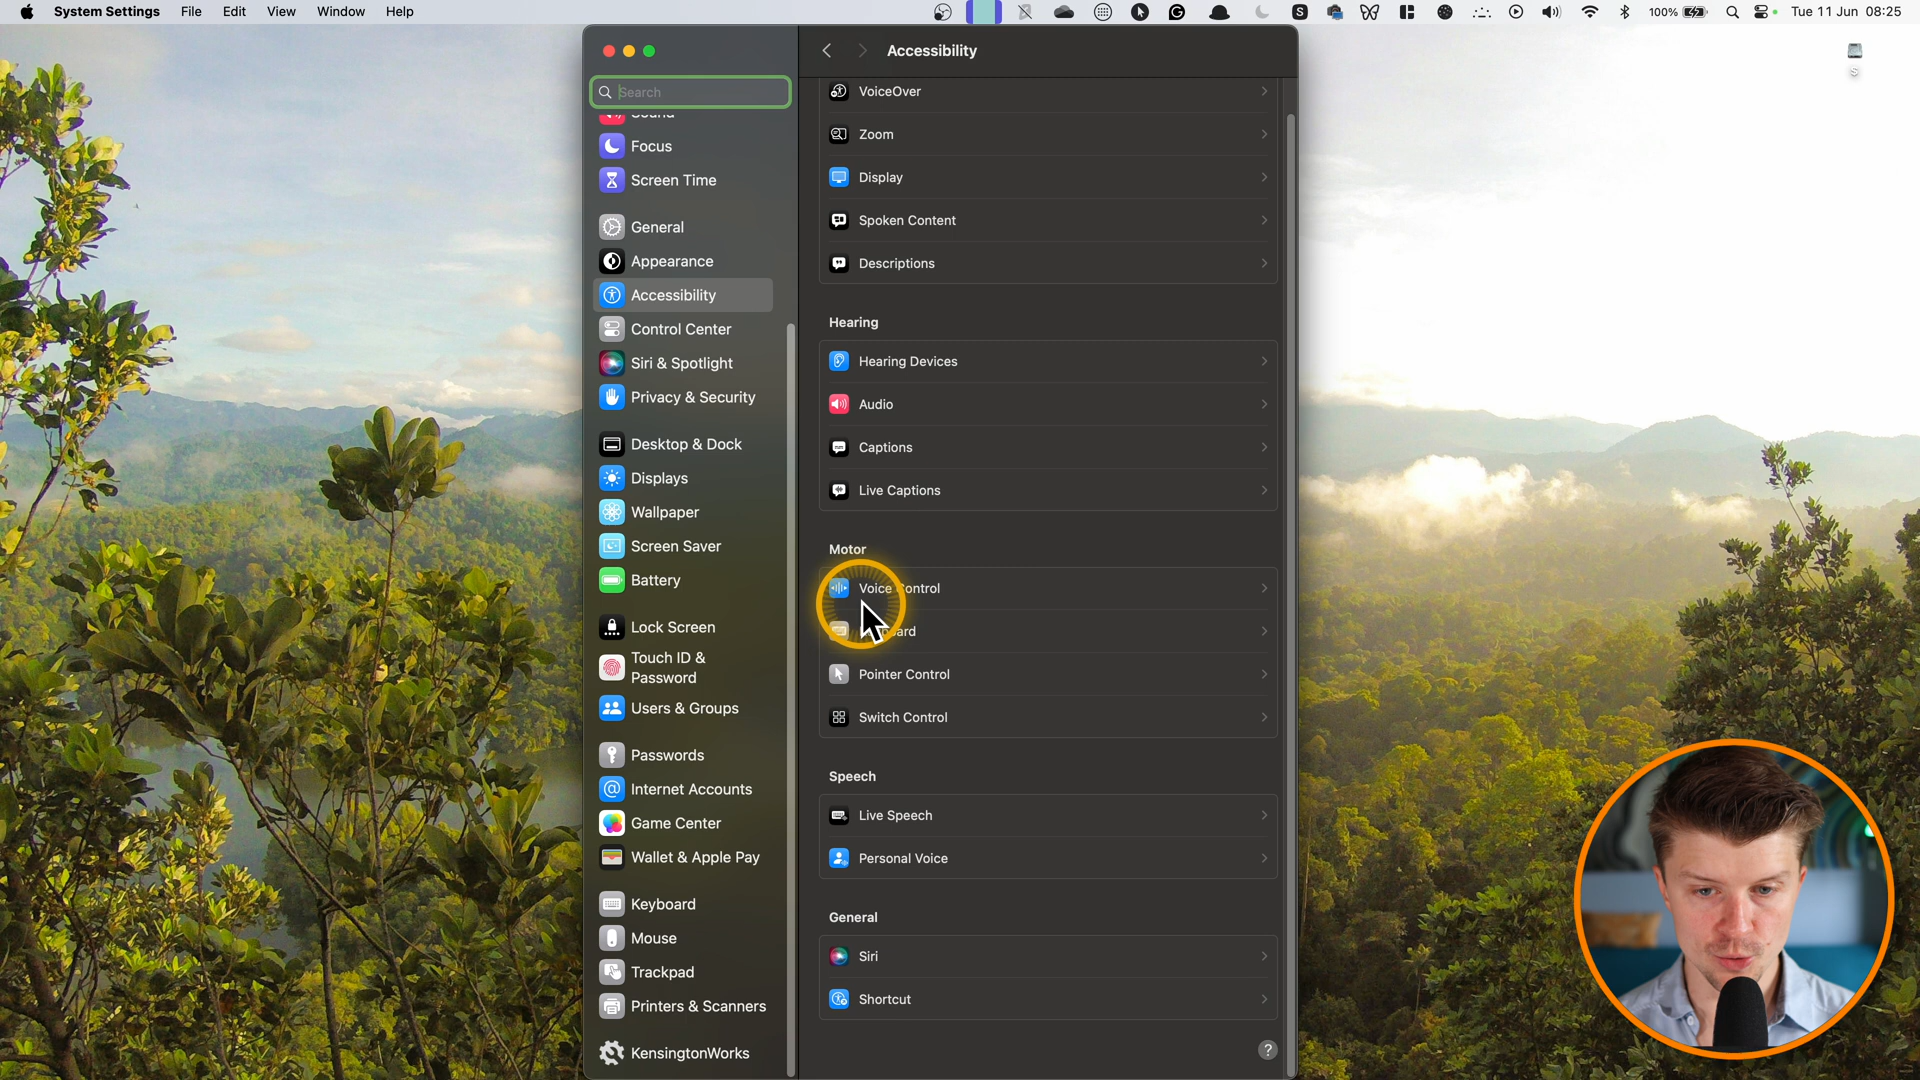 System Settings File Edit View Window Help
100% Tue 11 Jun 08:25
S
Search
Sound
Focus
Screen Time
General
Appearance
Accessibility
Control Center
Siri & Spotlight
Privacy & Security
Desktop & Dock
Displays
Wallpaper
Screen Saver
Battery
Lock Screen
Touch ID &
Password
Users & Groups
Passwords
Internet Accounts
Game Center
Wallet & Apple Pay
Keyboard
Mouse
Trackpad
Printers & Scanners
KensingtonWorks
Accessibility
VoiceOver
Zoom
Display
Spoken Content
Descriptions
Hearing
Hearing Devices
Audio
Captions
Live Captions
Motor
Voice Control
Keyboard
Pointer Control
Switch Control
Speech
Live Speech
Personal Voice
General
Siri
Shortcut
?